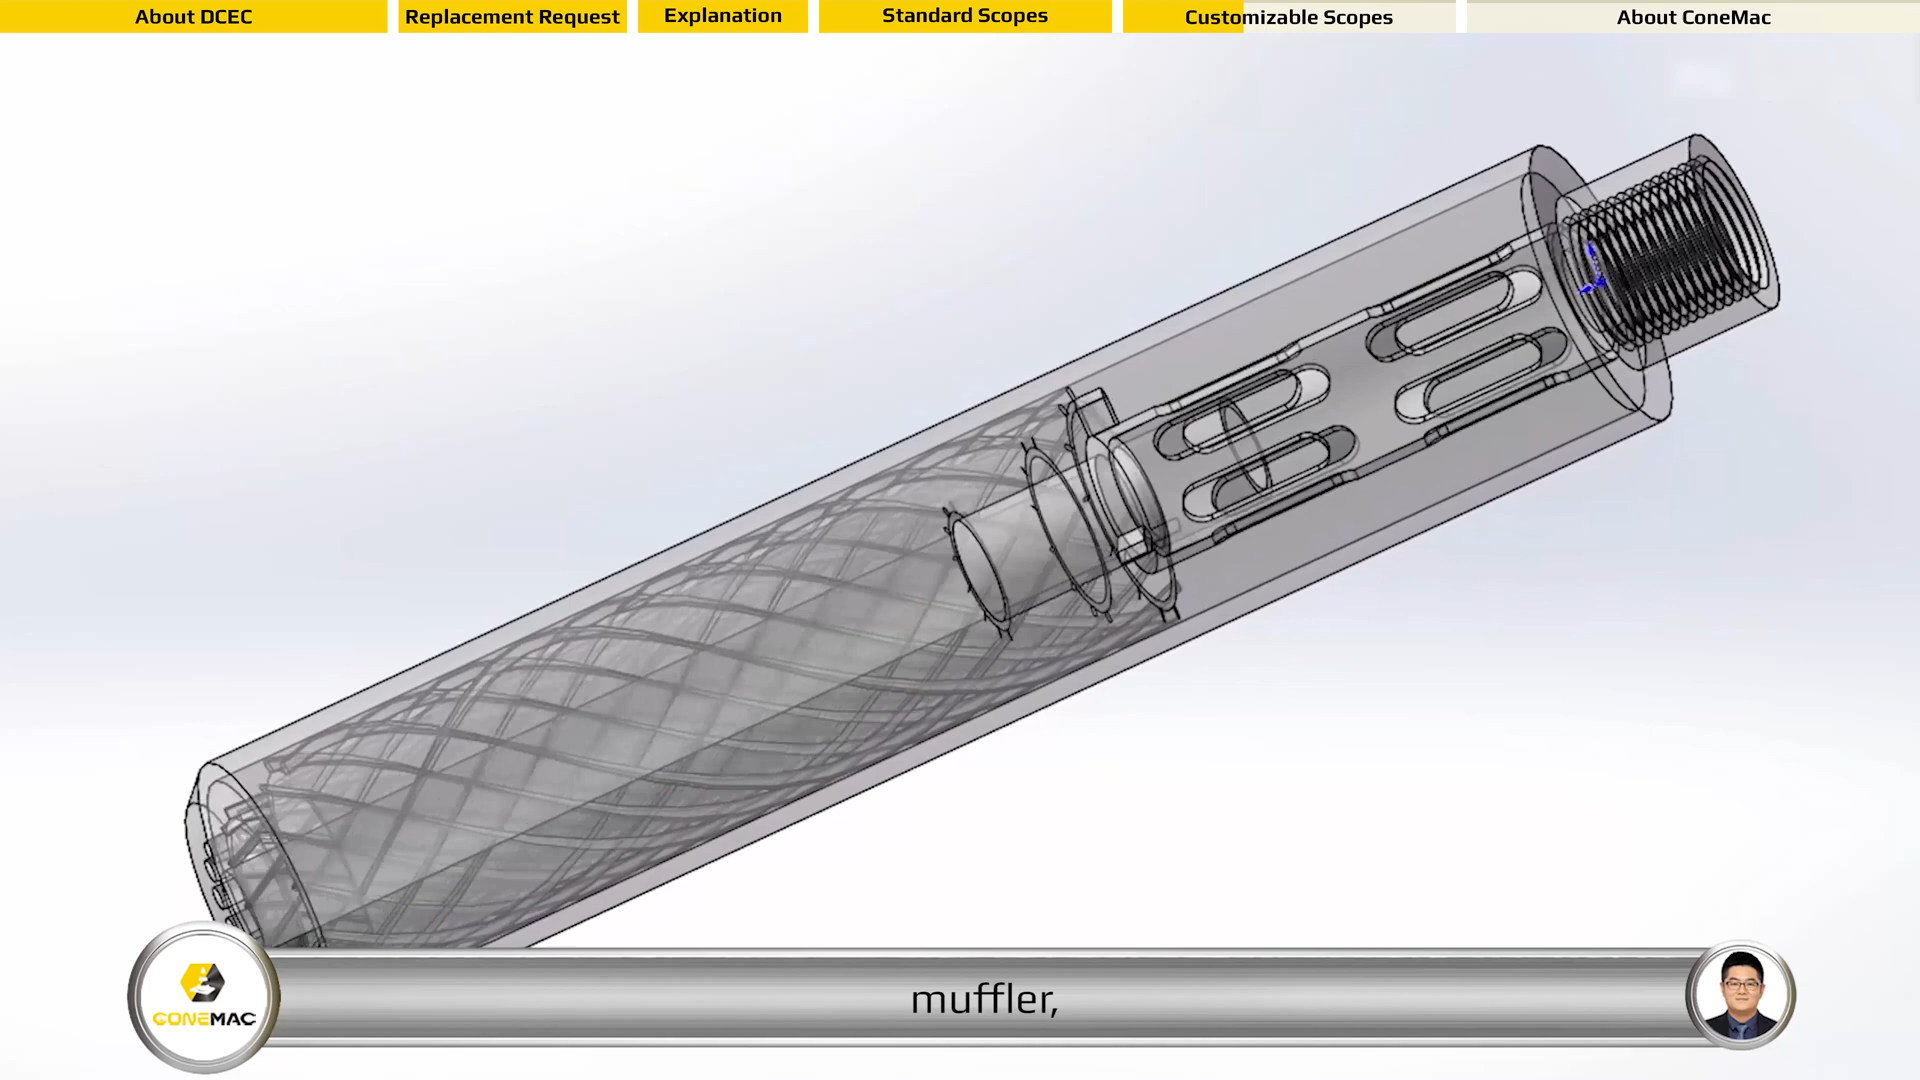 About DCEC
Replacement Request
Explanation
Standard Scopes
Customizable Scopes
About ConeMac
CONEMAC
muffler,